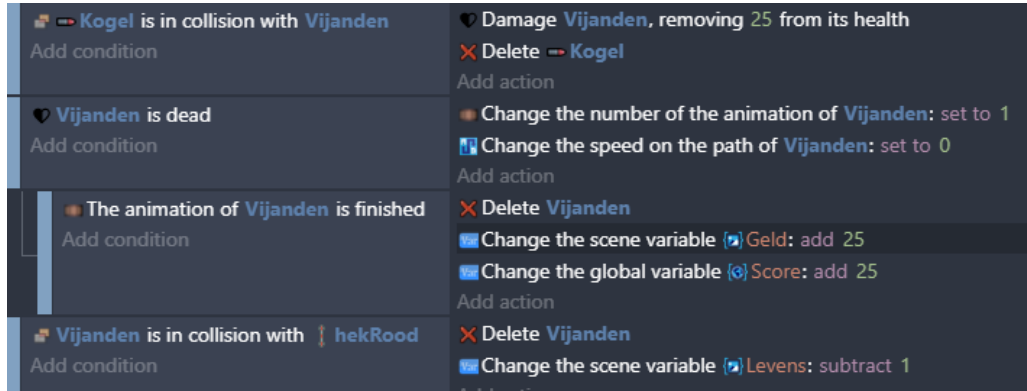 Kogel is in collision with Vijanden
Add condition
Damage Vijanden, removing 25 from its health
Delete Kogel
Add action
Vijanden is dead
Add condition
Change the number of the animation of Vijanden: set to 1
Change the speed on the path of Vijanden: set to 0
Add action
The animation of Vijanden is finished
Add condition
Delete Vijanden
Var Change the scene variable Geld: add 25
Var Change the global variable Score: add 25
Add action
Vijanden is in collision with hekRood
Add condition
Delete Vijanden
Var Change the scene variable Levens: subtract 1